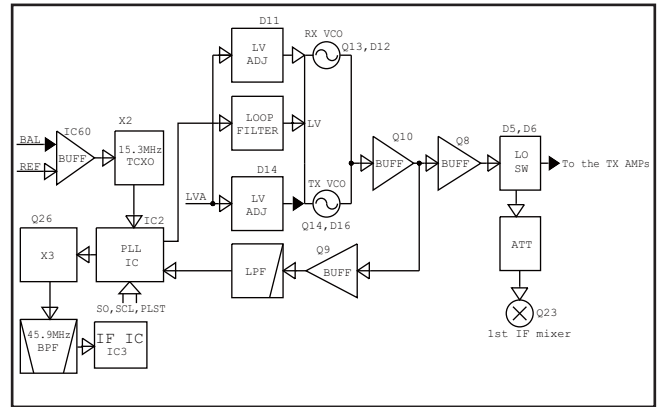 D11
RX VCO
LV
ADJ
Q13,D12
X2
IC60
BAL
REF
BUFF
15.3MHz
TCXO
LOOP
FILTER
LV
Q10
BUFF
Q8
BUFF
D5,D6
LO
SW
To the TX AMPs
D14
LVA
LV
ADJ
TX VCO
Q14,D16
Q26
X3
IC2
PLL
IC
LPF
Q9
BUFF
ATT
SO,SCL,PLST
Q23
1st IF mixer
45.9MHz
BPF
IF IC
IC3